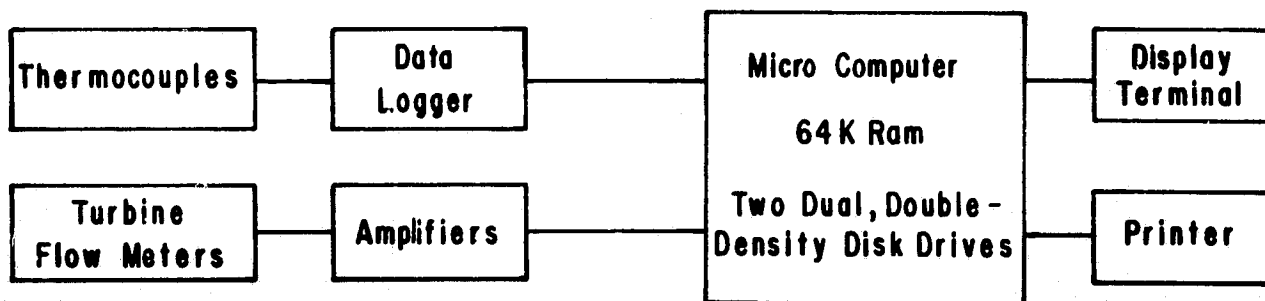 Thermocouples
Data
Logger
Micro Computer
64K Ram
Two Dual, Double-
Density Disk Drives
Display
Terminal
Turbine
Flow Meters
Amplifiers
Printer